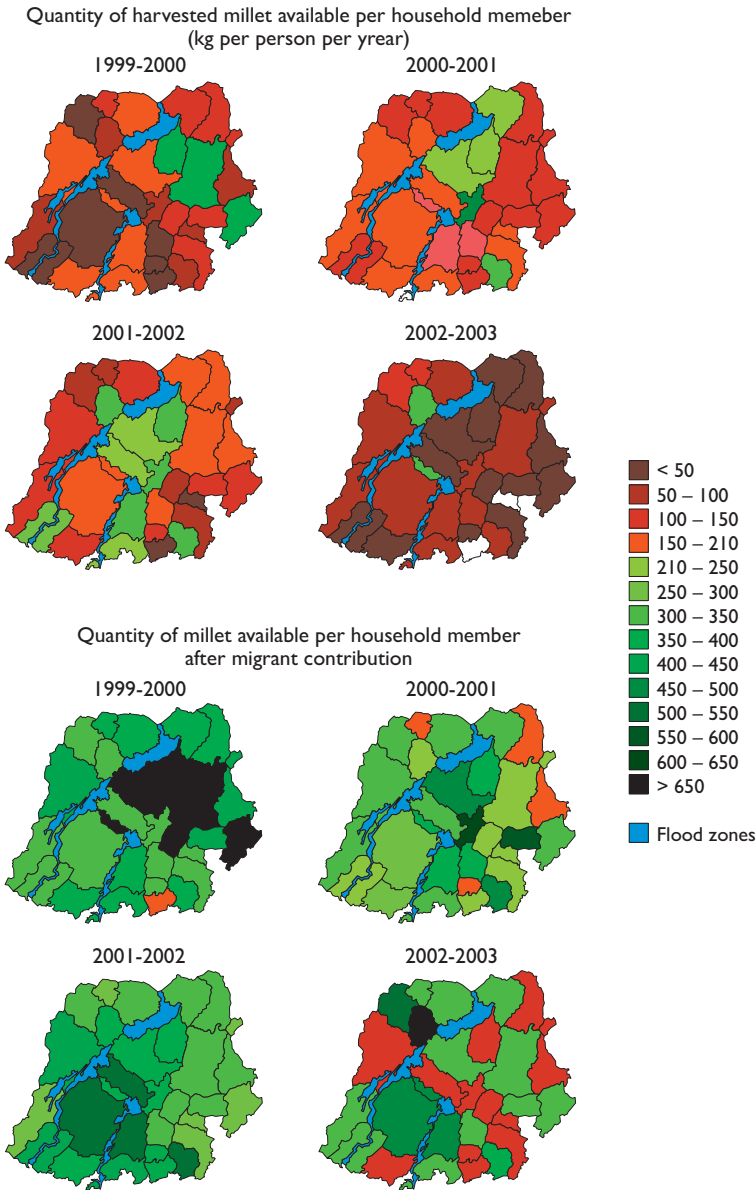 Quantity of harvested millet available per household memeber
(kg per person per yrear)
1999-2000
2000-2001
2001-2002
2002-2003
< 50
50 – 100
100 – 150
150 – 210
210 – 250
250 – 300
300 – 350
350 – 400
400 – 450
450 – 500
500 – 550
550 – 600
600 – 650
> 650
Flood zones
Quantity of millet available per household member
after migrant contribution
1999-2000
2000-2001
2001-2002
2002-2003